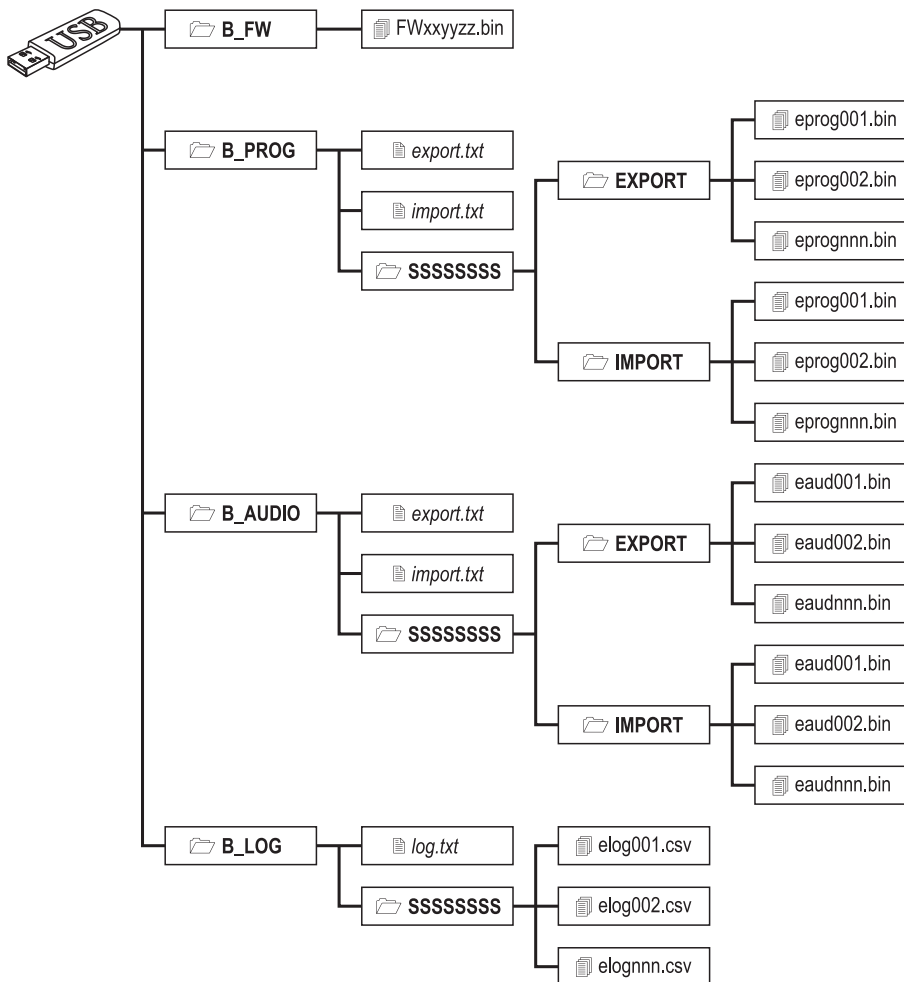 USB
B_FW
FWxxyyzz.bin
B_PROG
export.txt
import.txt
SSSSSSSS
EXPORT
eprog001.bin
eprog002.bin
eprognnn.bin
IMPORT
eprog001.bin
eprog002.bin
eprognnn.bin
B_AUDIO
export.txt
import.txt
SSSSSSSS
EXPORT
eaud001.bin
eaud002.bin
eaudnnn.bin
IMPORT
eaud001.bin
eaud002.bin
eaudnnn.bin
B_LOG
log.txt
SSSSSSSS
elog001.csv
elog002.csv
elognnn.csv